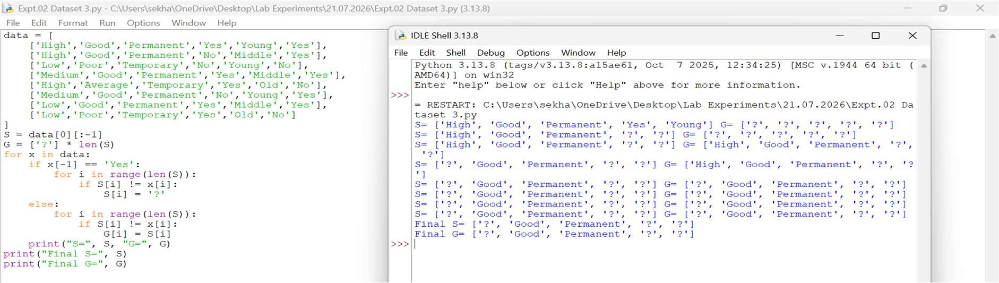 Expt.02 Dataset 3.py - C:\Users\sekha\OneDrive\Desktop\Lab Experiments\21.07.2026\Expt.02 Dataset 3.py (3.13.8)
File Edit Format Run Options Window Help
data = [
    ['High','Good','Permanent','Yes','Young','Yes'],
    ['High','Good','Permanent','No','Middle','Yes'],
    ['Low','Poor','Temporary','No','Young','No'],
    ['Medium','Good','Permanent','Yes','Middle','Yes'],
    ['High','Average','Temporary','Yes','Old','No'],
    ['Medium','Good','Permanent','No','Young','Yes'],
    ['Low','Good','Permanent','Yes','Middle','Yes'],
    ['Low','Poor','Temporary','Yes','Old','No']
]
S = data[0][:-1]
G = ['?'] * len(S)
for x in data:
    if x[-1] == 'Yes':
        for i in range(len(S)):
            if S[i] != x[i]:
                S[i] = '?'
    else:
        for i in range(len(S)):
            if S[i] != x[i]:
                G[i] = S[i]
    print("S=", S, "G=", G)
print("Final S=", S)
print("Final G=", G)
IDLE Shell 3.13.8
File Edit Shell Debug Options Window Help
Python 3.13.8 (tags/v3.13.8:a15ae61, Oct  7 2025, 12:34:25) [MSC v.1944 64 bit (
AMD64)] on win32
Enter "help" below or click "Help" above for more information.
>>>
= RESTART: C:\Users\sekha\OneDrive\Desktop\Lab Experiments\21.07.2026\Expt.02 Da
taset 3.py
S= ['High', 'Good', 'Permanent', 'Yes', 'Young'] G= ['?', '?', '?', '?', '?']
S= ['High', 'Good', 'Permanent', '?', '?'] G= ['?', '?', '?', '?', '?']
S= ['High', 'Good', 'Permanent', '?', '?'] G= ['High', 'Good', 'Permanent', '?',
 '?']
S= ['?', 'Good', 'Permanent', '?', '?'] G= ['High', 'Good', 'Permanent', '?', '?
']
S= ['?', 'Good', 'Permanent', '?', '?'] G= ['?', 'Good', 'Permanent', '?', '?']
S= ['?', 'Good', 'Permanent', '?', '?'] G= ['?', 'Good', 'Permanent', '?', '?']
S= ['?', 'Good', 'Permanent', '?', '?'] G= ['?', 'Good', 'Permanent', '?', '?']
S= ['?', 'Good', 'Permanent', '?', '?'] G= ['?', 'Good', 'Permanent', '?', '?']
Final S= ['?', 'Good', 'Permanent', '?', '?']
Final G= ['?', 'Good', 'Permanent', '?', '?']
>>>